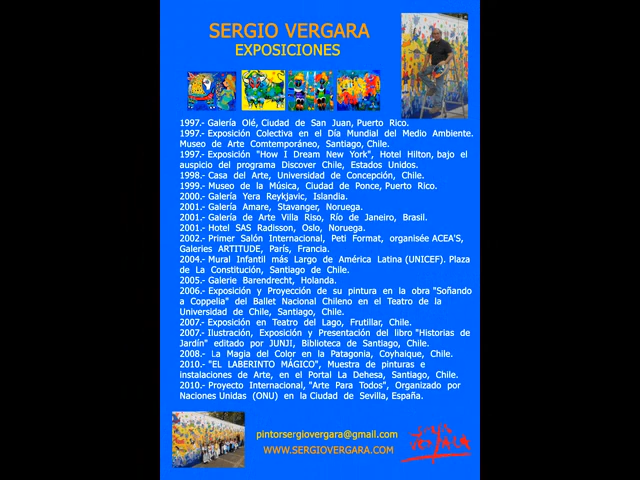 SERGIO VERGARA
EXPOSICIONES
1997.- Galería Olé, Ciudad de San Juan, Puerto Rico.
1997.- Exposición Colectiva en el Día Mundial del Medio Ambiente.
Museo de Arte Comtemporáneo, Santiago, Chile.
1997.- Exposición "How I Dream New York", Hotel Hilton, bajo el
auspicio del programa Discover Chile, Estados Unidos.
1998.- Casa del Arte, Universidad de Concepción, Chile.
1999.- Museo de la Música, Ciudad de Ponce, Puerto Rico.
2000.- Galería Yera Reykjavic, Islandia.
2001.- Galería Amare, Stavanger, Noruega.
2001.- Galería de Arte Villa Riso, Río de Janeiro, Brasil.
2001.- Hotel SAS Radisson, Oslo, Noruega.
2002.- Primer Salón Internacional, Peti Format, organisée ACEA'S,
Galeries ARTITUDE, París, Francia.
2004.- Mural Infantil más Largo de América Latina (UNICEF). Plaza
de La Constitución, Santiago de Chile.
2005.- Galerie Barendrecht, Holanda.
2006.- Exposición y Proyección de su pintura en la obra "Soñando
a Coppelia" del Ballet Nacional Chileno en el Teatro de la
Universidad de Chile, Santiago, Chile.
2007.- Exposición en Teatro del Lago, Frutillar, Chile.
2007.- Ilustración, Exposición y Presentación del libro "Historias de
Jardín" editado por JUNJI, Biblioteca de Santiago, Chile.
2008.- La Magia del Color en la Patagonia, Coyhaique, Chile.
2010.- "EL LABERINTO MÁGICO", Muestra de pinturas e
instalaciones de Arte, en el Portal La Dehesa, Santiago, Chile.
2010.- Proyecto Internacional, "Arte Para Todos", Organizado por
Naciones Unidas (ONU) en la Ciudad de Sevilla, España.
pintorsergiovergara@gmail.com
WWW.SERGIOVERGARA.COM